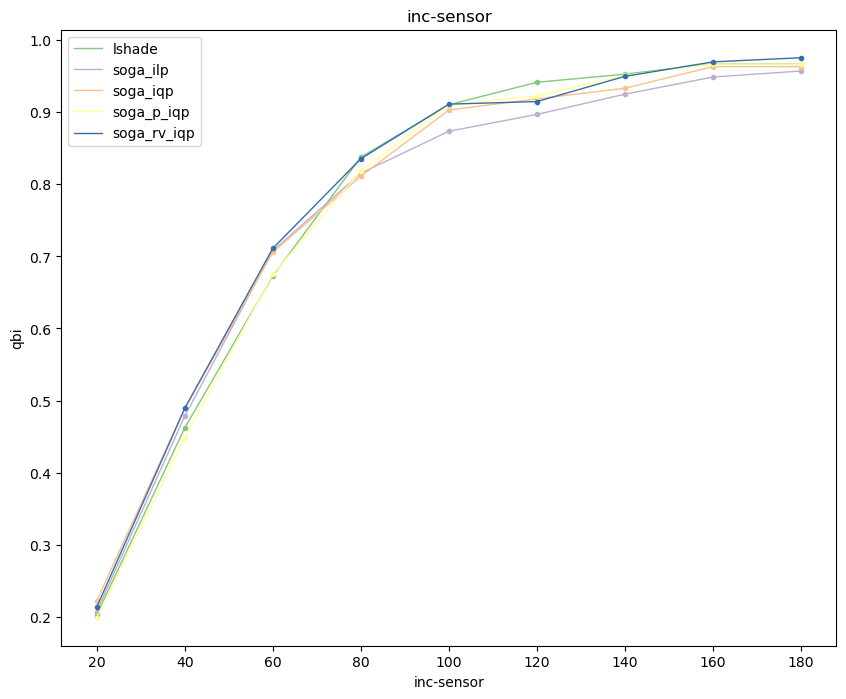 inc-sensor
lshade
soga_ilp
soga_iqp
soga_p_iqp
soga_rv_iqp
1.0
0.9
0.8
0.7
0.6
0.5
0.4
0.3
0.2
qbi
20 40 60 80 100 120 140 160 180
inc-sensor